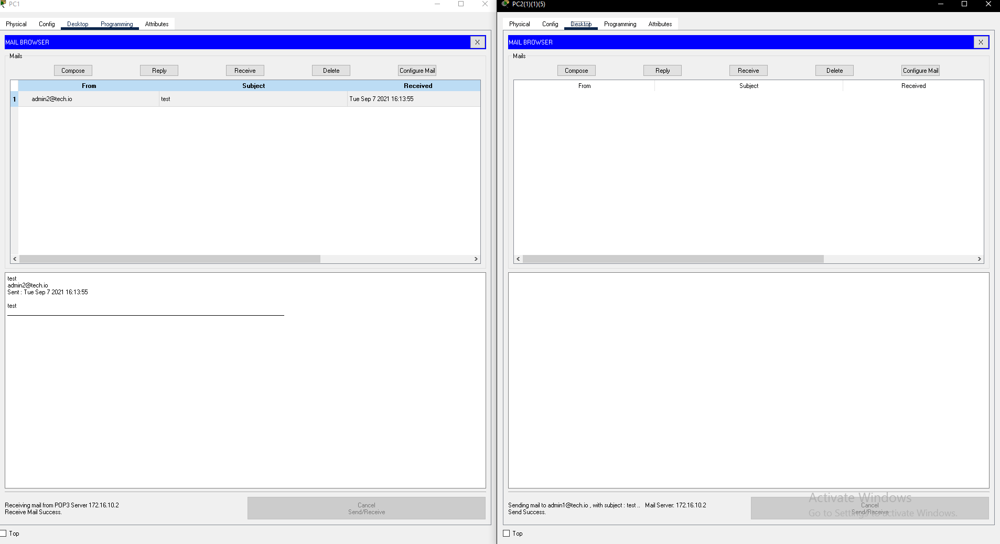 PC1
Physical Config Desktop Programming Attributes
MAIL BROWSER X
Mails
Compose Reply Receive Delete Configure Mail
From Subject Received
1 admin2@tech.io test Tue Sep 7 2021 16:13:55
test
admin2@tech.io
Sent : Tue Sep 7 2021 16:13:55
test
Receiving mail from POP3 Server 172.16.10.2
Receive Mail Success.
Cancel
Send/Receive
Top
PC2(1)(1)(5)
Physical Config Desktop Programming Attributes
MAIL BROWSER X
Mails
Compose Reply Receive Delete Configure Mail
From Subject Received
Sending mail to admin1@tech.io , with subject : test .. Mail Server: 172.16.10.2
Send Success.
Cancel
Send/Receive
Activate Windows
Go to Settings to activate Windows.
Top